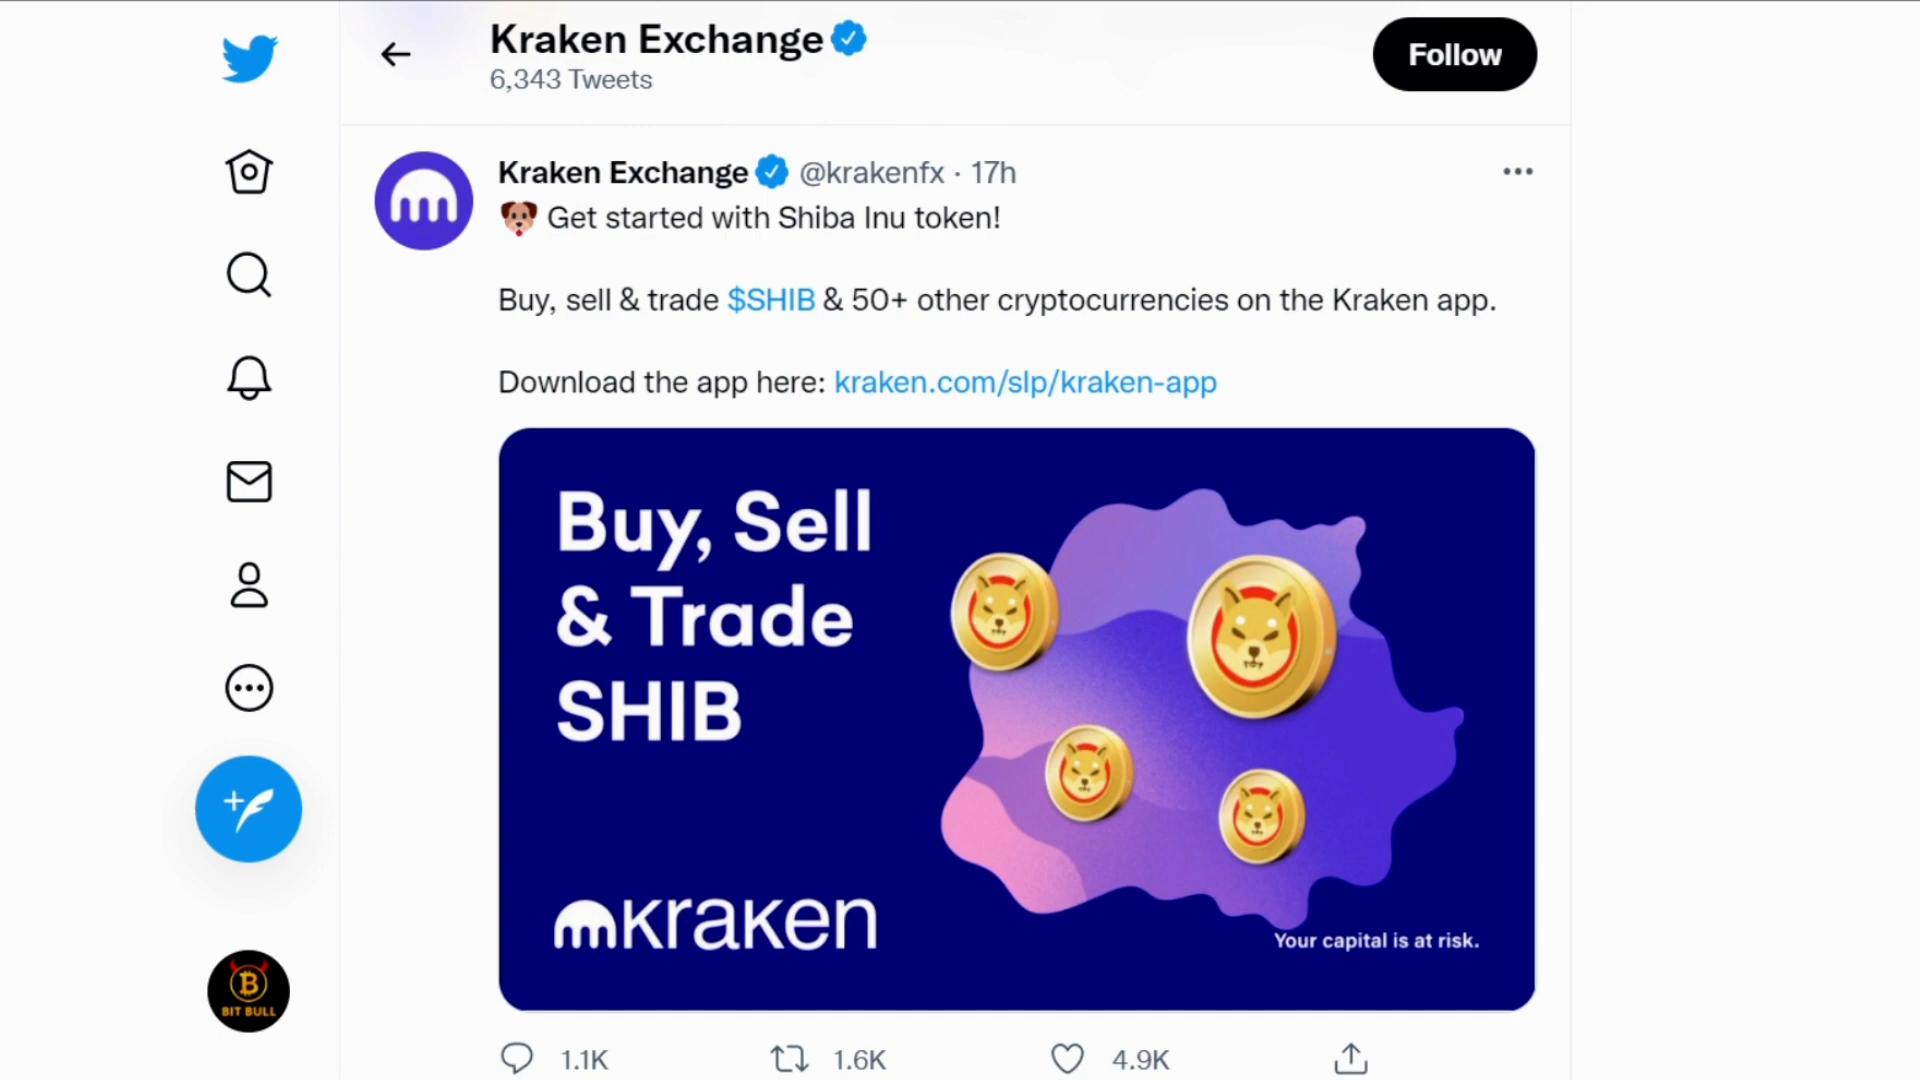 Kraken Exchange
6,343 Tweets
Follow
Kraken Exchange @krakenfx · 17h
Get started with Shiba Inu token!
Buy, sell & trade $SHIB & 50+ other cryptocurrencies on the Kraken app.
Download the app here: kraken.com/slp/kraken-app
Buy, Sell
& Trade
SHIB
kraken
Your capital is at risk.
BIT BULL
1.1K 1.6K 4.9K